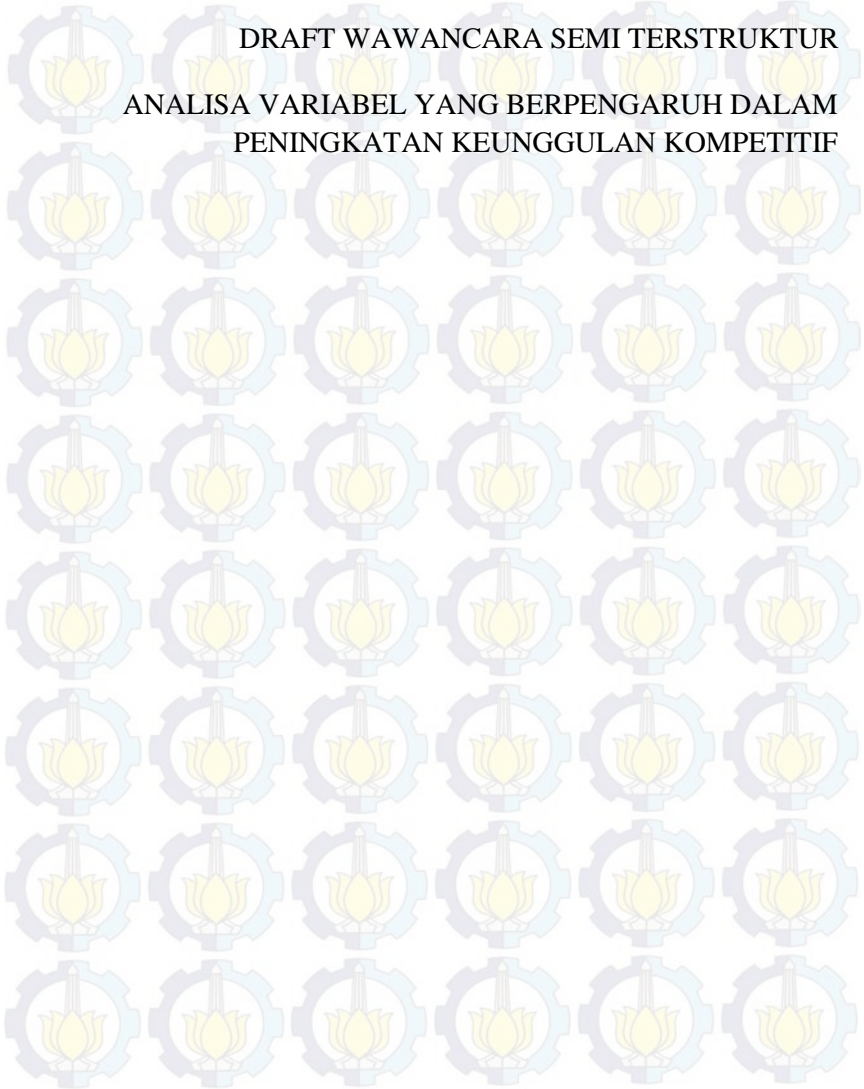 DRAFT WAWANCARA SEMI TERSTRUKTUR
ANALISA VARIABEL YANG BERPENGARUH DALAM
PENINGKATAN KEUNGGULAN KOMPETITIF